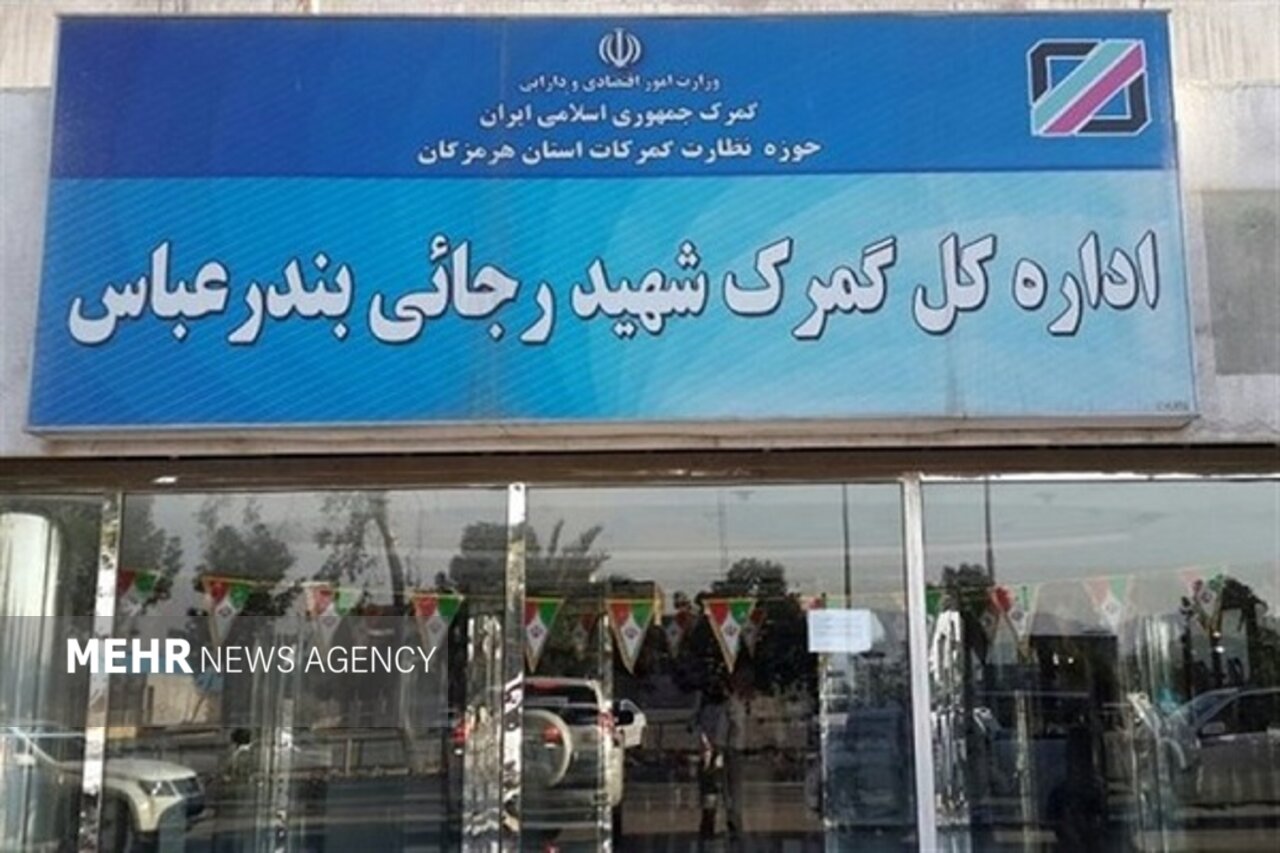 وزارت امور اقتصادی و دارایی
گمرک جمهوری اسلامی ایران
حوزه نظارت گمرکات استان هرمزگان
اداره کل گمرک شهید رجائی بندرعباس
MEHR NEWS AGENCY